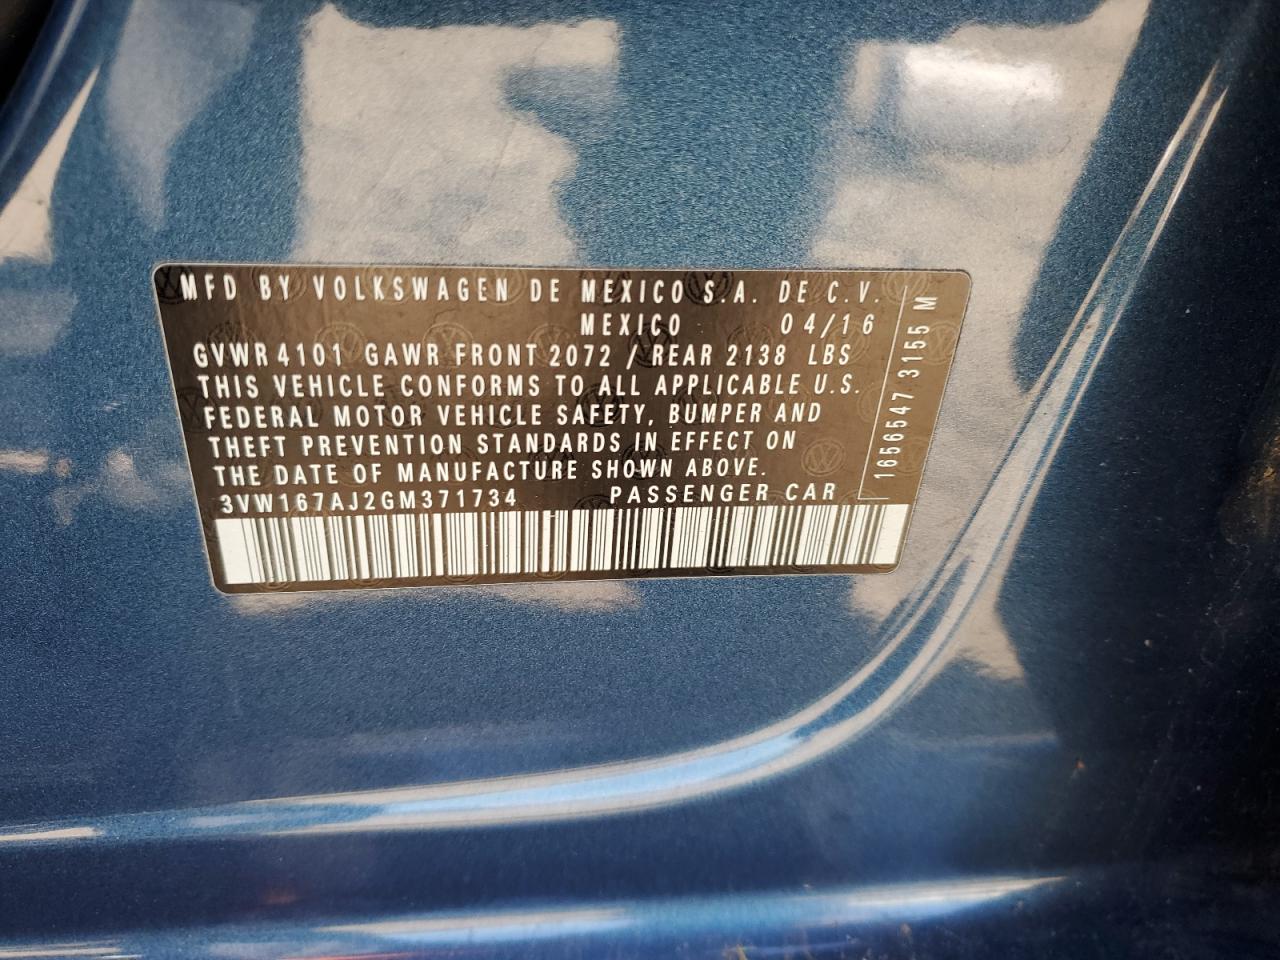 MFD BY VOLKSWAGEN DE MEXICO S.A. DE C.V.
MEXICO 04/16
GVWR 4101 GAWR FRONT 2072 / REAR 2138 LBS
THIS VEHICLE CONFORMS TO ALL APPLICABLE U.S.
FEDERAL MOTOR VEHICLE SAFETY, BUMPER AND
THEFT PREVENTION STANDARDS IN EFFECT ON
THE DATE OF MANUFACTURE SHOWN ABOVE.
3VW167AJ2GM371734 PASSENGER CAR
1656547 3155 M